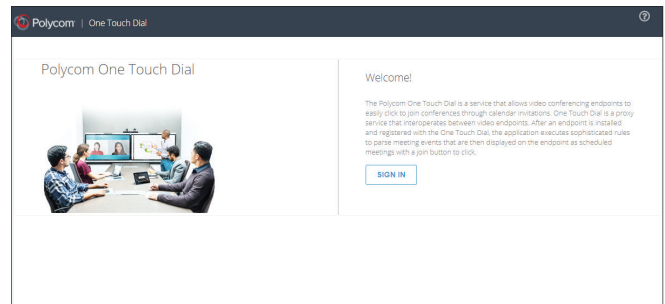 Polycom | One Touch Dial
Polycom One Touch Dial
Welcome!
The Polycom One Touch Dial is a service that allows video conferencing endpoints to
easily click to join conferences through calendar invitations. One Touch Dial is a proxy
service that interoperates between video endpoints. After an endpoint is installed
and registered with the One Touch Dial, the application executes sophisticated rules
to parse meeting events that are then displayed on the endpoint as scheduled
meetings with a join button to click.
SIGN IN